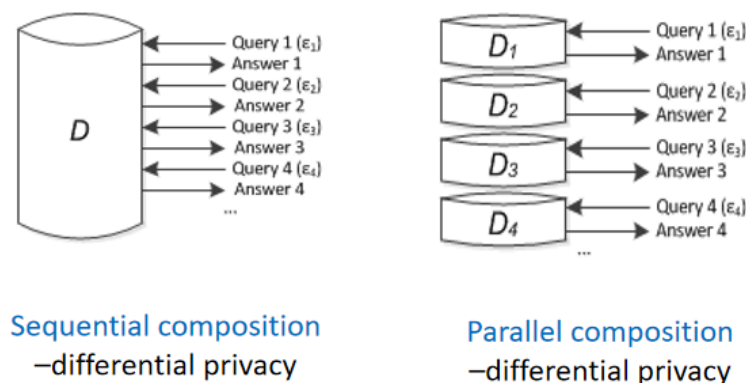 D
Query 1 (ε₁)
Answer 1
Query 2 (ε₂)
Answer 2
Query 3 (ε₃)
Answer 3
Query 4 (ε₄)
Answer 4
...
Sequential composition
–differential privacy
D₁
Query 1 (ε₁)
Answer 1
D₂
Query 2 (ε₂)
Answer 2
D₃
Query 3 (ε₃)
Answer 3
D₄
Query 4 (ε₄)
Answer 4
...
Parallel composition
–differential privacy